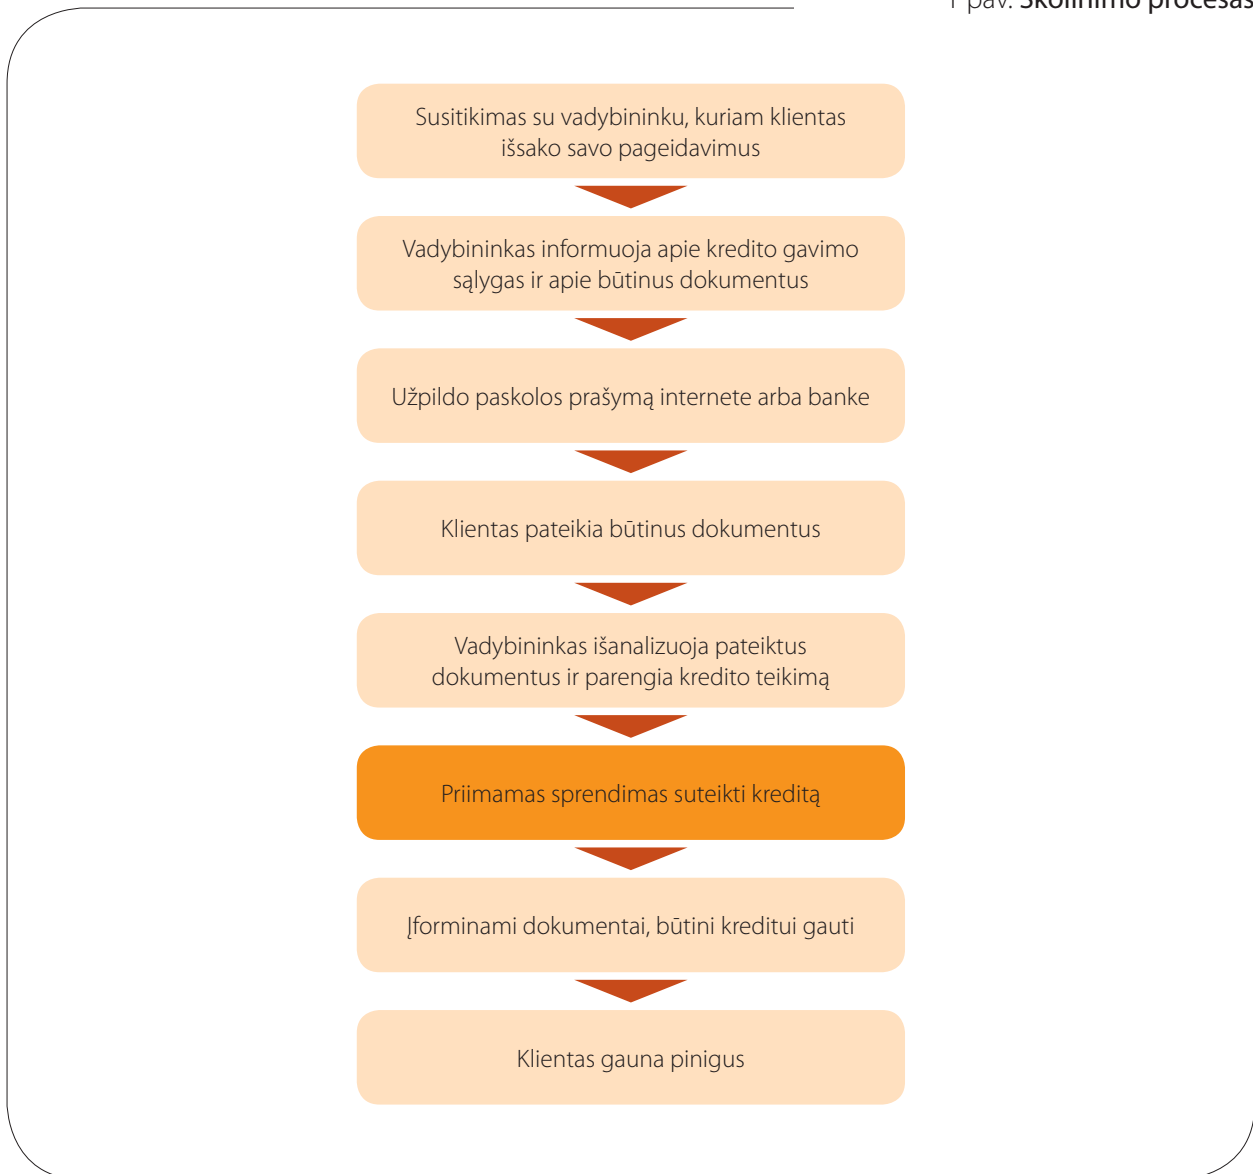 1 pav. Skolinimo procesas
Susitikimas su vadybininku, kuriam klientas
išsako savo pageidavimus
Vadybininkas informuoja apie kredito gavimo
sąlygas ir apie būtinus dokumentus
Užpildo paskolos prašymą internete arba banke
Klientas pateikia būtinus dokumentus
Vadybininkas išanalizuoja pateiktus
dokumentus ir parengia kredito teikimą
Priimamas sprendimas suteikti kreditą
Įforminami dokumentai, būtini kreditui gauti
Klientas gauna pinigus